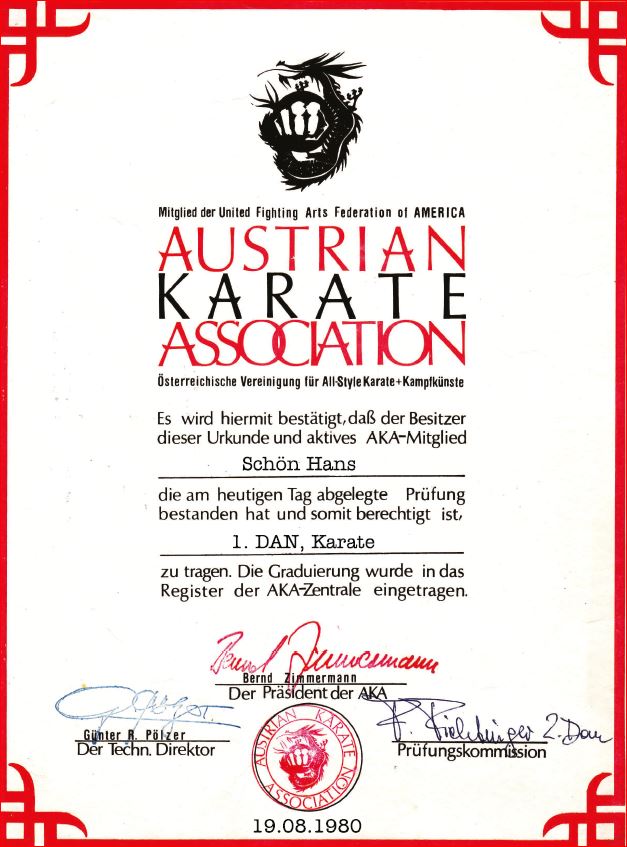 Mitglied der United Fighting Arts Federation of AMERICA
AUSTRIAN
KARATE
ASSOCIATION
Österreichische Vereinigung für All-Style Karate+Kampfkünste
Es wird hiermit bestätigt, daß der Besitzer
dieser Urkunde und aktives AKA-Mitglied
Schön Hans
die am heutigen Tag abgelegte Prüfung
bestanden hat und somit berechtigt ist,
1. DAN, Karate
zu tragen. Die Graduierung wurde in das
Register der AKA-Zentrale eingetragen.
Bernd Zimmermann
Bernd Zimmermann
Der Präsident der AKA
Günter R. Pölzer
Der Techn. Direktor
2. Dan
Prüfungskommission
AUSTRIAN KARATE ASSOCIATION
19.08.1980